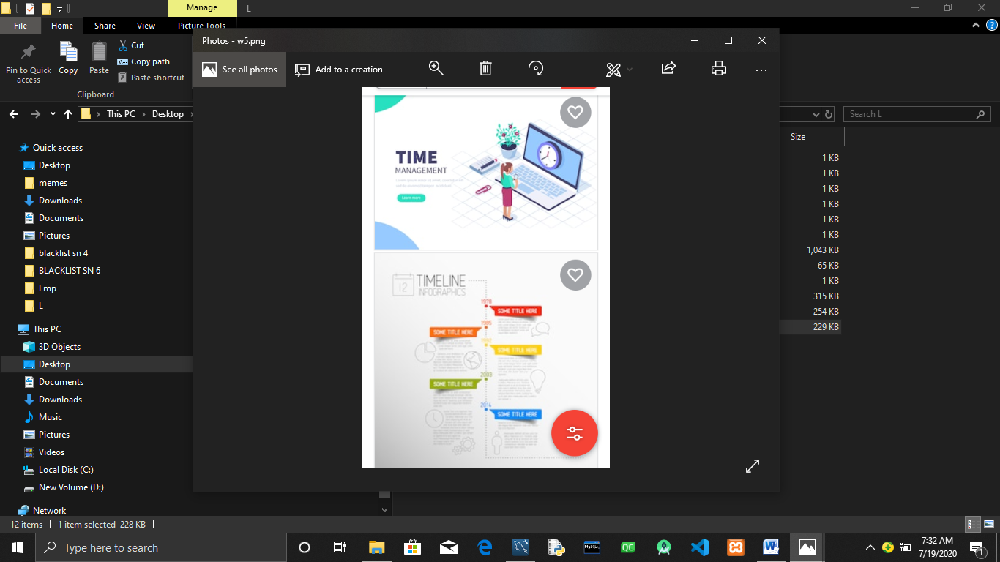 Manage
L
File
Home
Share
View
Picture Tools
Pin to Quick
access
Copy
Paste
Cut
Copy path
Paste shortcut
Clipboard
This PC
Desktop
Search L
Quick access
Desktop
memes
Downloads
Documents
Pictures
blacklist sn 4
BLACKLIST SN 6
Emp
L
This PC
3D Objects
Desktop
Documents
Downloads
Music
Pictures
Videos
Local Disk (C:)
New Volume (D:)
Network
Photos - w5.png
See all photos
Add to a creation
TIME
MANAGEMENT
Learn more
12
TIMELINE
INFOGRAPHICS
1978
SOME TITLE HERE
1985
SOME TITLE HERE
SOME TITLE HERE
2003
SOME TITLE HERE
2014
SOME TITLE HERE
Size
1 KB
1 KB
1 KB
1 KB
1 KB
1 KB
1,043 KB
65 KB
1 KB
315 KB
254 KB
229 KB
12 items
1 item selected 228 KB
Type here to search
MySQL
QC
7:32 AM
7/19/2020
1